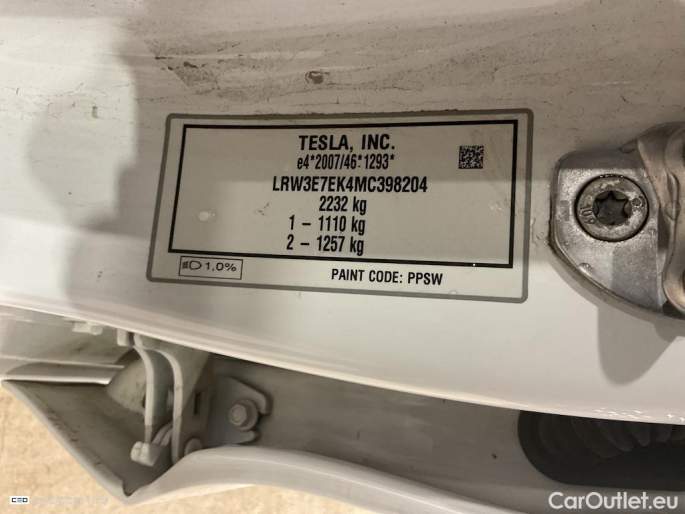 TESLA, INC.
e4*2007/46*1293*
LRW3E7EK4MC398204
2232 kg
1 – 1110 kg
2 – 1257 kg
1,0%
PAINT CODE: PPSW
CarOutlet.eu